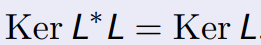 Ker L*L = Ker L.